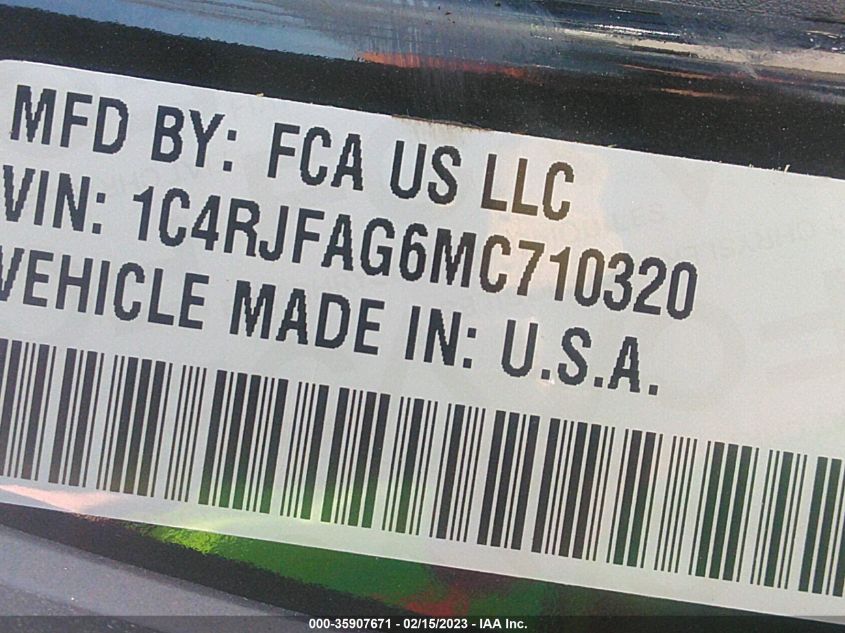 MFD BY: FCA US LLC
VIN: 1C4RJFAG6MC710320
VEHICLE MADE IN: U.S.A.
000-35907671 - 02/15/2023 - IAA Inc.